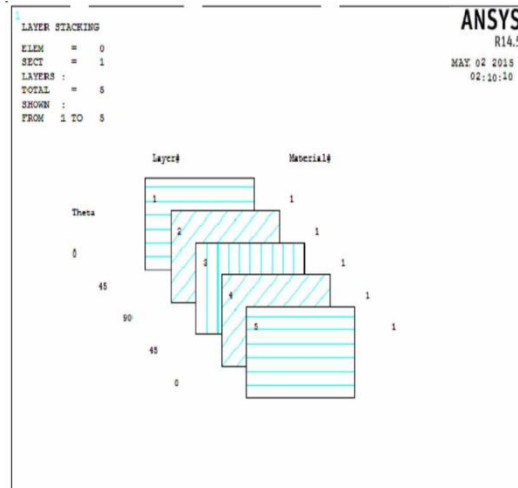 1
LAYER STACKING
ANSYS
R14.5
ELEM = 0
SECT = 1
LAYERS :
TOTAL = 5
SHOWN :
FROM 1 TO 5
MAY 02 2015
02:10:10
Layer# Material#
Theta
1 1
2 1
0
3 1
45
4 1
90
5 1
45
0